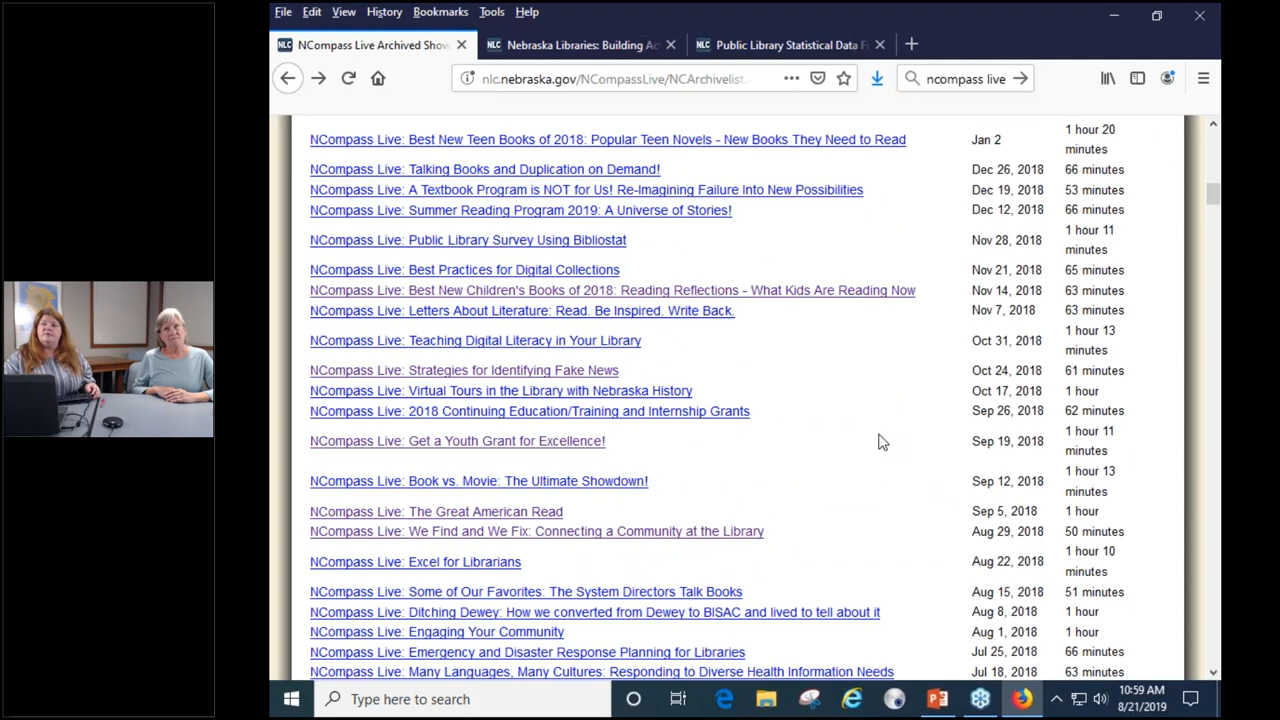 File Edit View History Bookmarks Tools Help
NLC NCompass Live Archived Show
NLC Nebraska Libraries: Building Ac
NLC Public Library Statistical Data F
nlc.nebraska.gov/NCompassLive/NCArchivelist.
ncompass live
NCompass Live: Best New Teen Books of 2018: Popular Teen Novels - New Books They Need to Read Jan 2 1 hour 20 minutes
NCompass Live: Talking Books and Duplication on Demand! Dec 26, 2018 66 minutes
NCompass Live: A Textbook Program is NOT for Us! Re-Imagining Failure Into New Possibilities Dec 19, 2018 53 minutes
NCompass Live: Summer Reading Program 2019: A Universe of Stories! Dec 12, 2018 66 minutes
NCompass Live: Public Library Survey Using Bibliostat Nov 28, 2018 1 hour 11 minutes
NCompass Live: Best Practices for Digital Collections Nov 21, 2018 65 minutes
NCompass Live: Best New Children's Books of 2018: Reading Reflections - What Kids Are Reading Now Nov 14, 2018 63 minutes
NCompass Live: Letters About Literature: Read. Be Inspired. Write Back. Nov 7, 2018 63 minutes
NCompass Live: Teaching Digital Literacy in Your Library Oct 31, 2018 1 hour 13 minutes
NCompass Live: Strategies for Identifying Fake News Oct 24, 2018 61 minutes
NCompass Live: Virtual Tours in the Library with Nebraska History Oct 17, 2018 1 hour
NCompass Live: 2018 Continuing Education/Training and Internship Grants Sep 26, 2018 62 minutes
NCompass Live: Get a Youth Grant for Excellence! Sep 19, 2018 1 hour 11 minutes
NCompass Live: Book vs. Movie: The Ultimate Showdown! Sep 12, 2018 1 hour 13 minutes
NCompass Live: The Great American Read Sep 5, 2018 1 hour
NCompass Live: We Find and We Fix: Connecting a Community at the Library Aug 29, 2018 50 minutes
NCompass Live: Excel for Librarians Aug 22, 2018 1 hour 10 minutes
NCompass Live: Some of Our Favorites: The System Directors Talk Books Aug 15, 2018 51 minutes
NCompass Live: Ditching Dewey: How we converted from Dewey to BISAC and lived to tell about it Aug 8, 2018 1 hour
NCompass Live: Engaging Your Community Aug 1, 2018 1 hour
NCompass Live: Emergency and Disaster Response Planning for Libraries Jul 25, 2018 66 minutes
NCompass Live: Many Languages, Many Cultures: Responding to Diverse Health Information Needs Jul 18, 2018 63 minutes
Type here to search
10:59 AM
8/21/2019